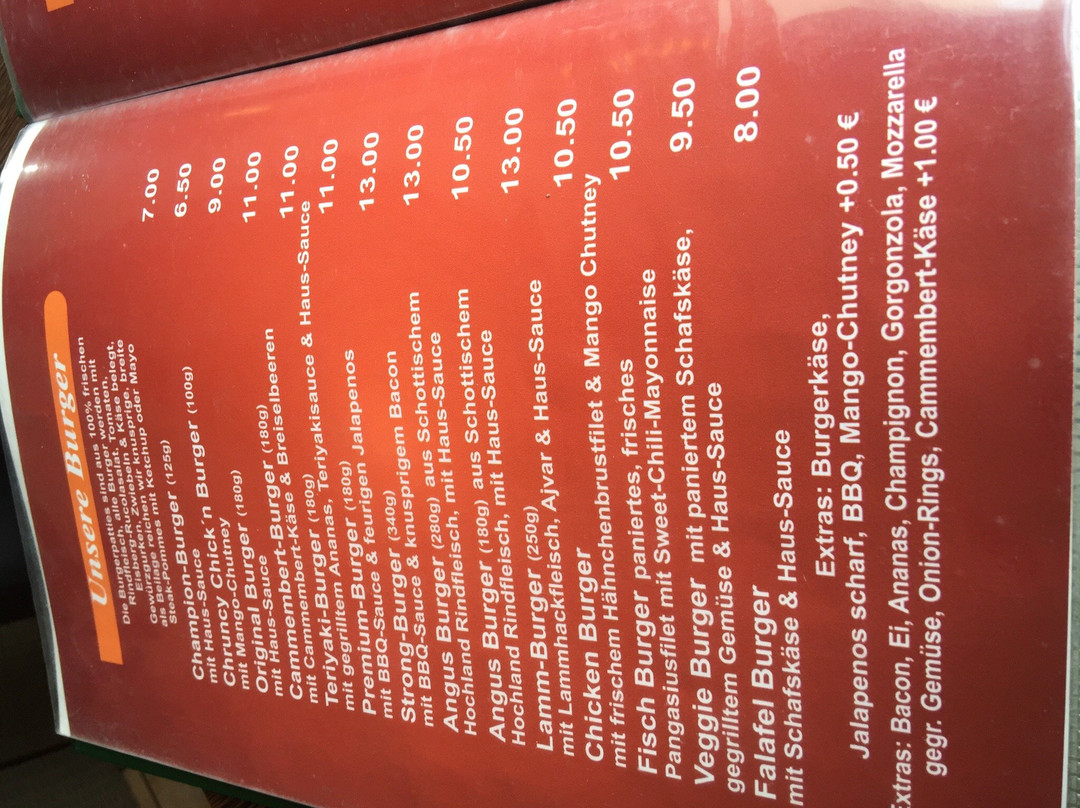 Unsere Burger
Die Burgerpatties sind aus 100% frischen
Rindfleisch, alle Burger werden mit
Eisberg-Ruccolasalat, Tomaten,
Gewürzgurken, Zwiebeln & Käse belegt,
als Beilage reichen wir knusprige, breite
Steak-Pommes mit Ketchup oder Mayo
Champion-Burger (125g) 7.00
mit Haus-Sauce
Chruncy Chick´n Burger (100g) 6.50
mit Mango-Chutney
Original Burger (180g) 9.00
mit Haus-Sauce
Cammembert-Burger (180g) 11.00
mit Cammembert-Käse & Preiselbeeren
Teriyaki-Burger (180g) 11.00
mit gegrilltem Ananas, Teriyakisauce & Haus-Sauce
Premium-Burger (180g) 11.00
mit BBQ-Sauce & feurigen Jalapenos
Strong-Burger (340g) 13.00
mit BBQ-Sauce & knusprigem Bacon
Angus Burger (280g) aus Schottischem 13.00
Hochland Rindfleisch, mit Haus-Sauce
Angus Burger (180g) aus Schottischem 10.50
Hochland Rindfleisch, mit Haus-Sauce
Lamm-Burger (250g) 13.00
mit Lammhackfleisch, Ajvar & Haus-Sauce
Chicken Burger 10.50
mit frischem Hähnchenbrustfilet & Mango Chutney
Fisch Burger paniertes, frisches 10.50
Pangasiusfilet mit Sweet-Chili-Mayonnaise
Veggie Burger mit paniertem Schafskäse, 9.50
gegrilltem Gemüse & Haus-Sauce
Falafel Burger 8.00
mit Schafskäse & Haus-Sauce
Extras: Burgerkäse,
Jalapenos scharf, BBQ, Mango-Chutney +0.50 €
Extras: Bacon, Ei, Ananas, Champignon, Gorgonzola, Mozzarella
gegr. Gemüse, Onion-Rings, Cammembert-Käse +1.00 €